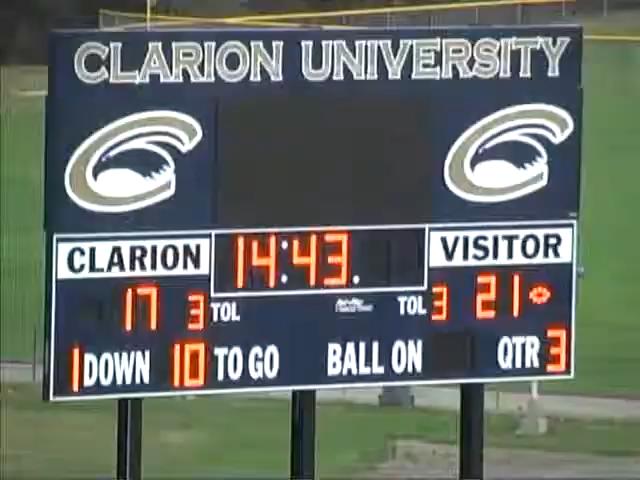 CLARION UNIVERSITY
CLARION 14:43. VISITOR
17 3 TOL TOL 3 21
1 DOWN 10 TO GO BALL ON QTR 3